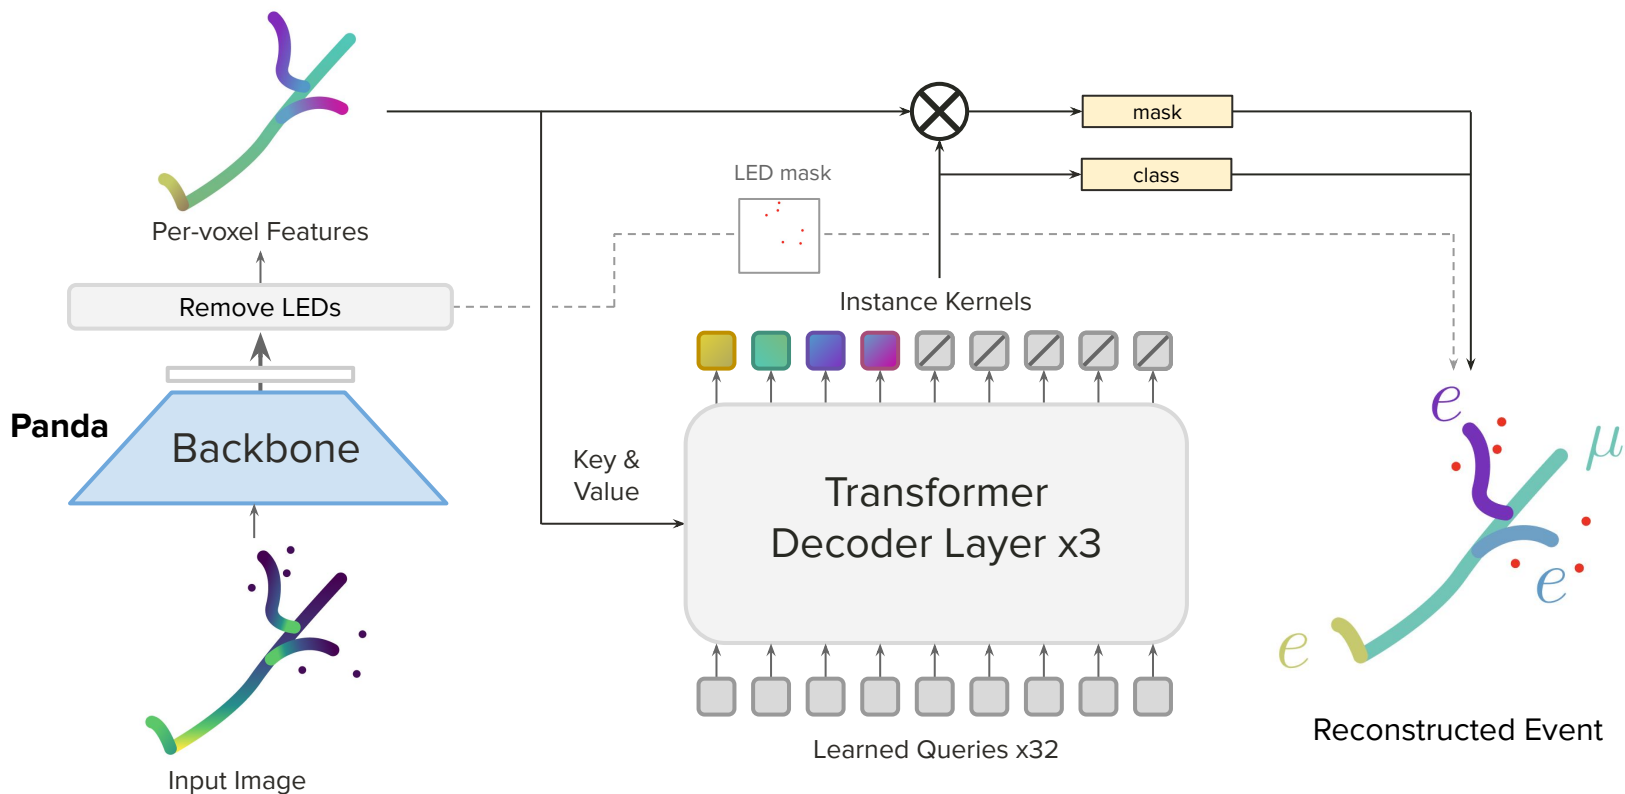 mask
class
LED mask
Per-voxel Features
Remove LEDs
Instance Kernels
Panda
Backbone
Key &
Value
Transformer
Decoder Layer x3
e
μ
e
e
Reconstructed Event
Learned Queries x32
Input Image